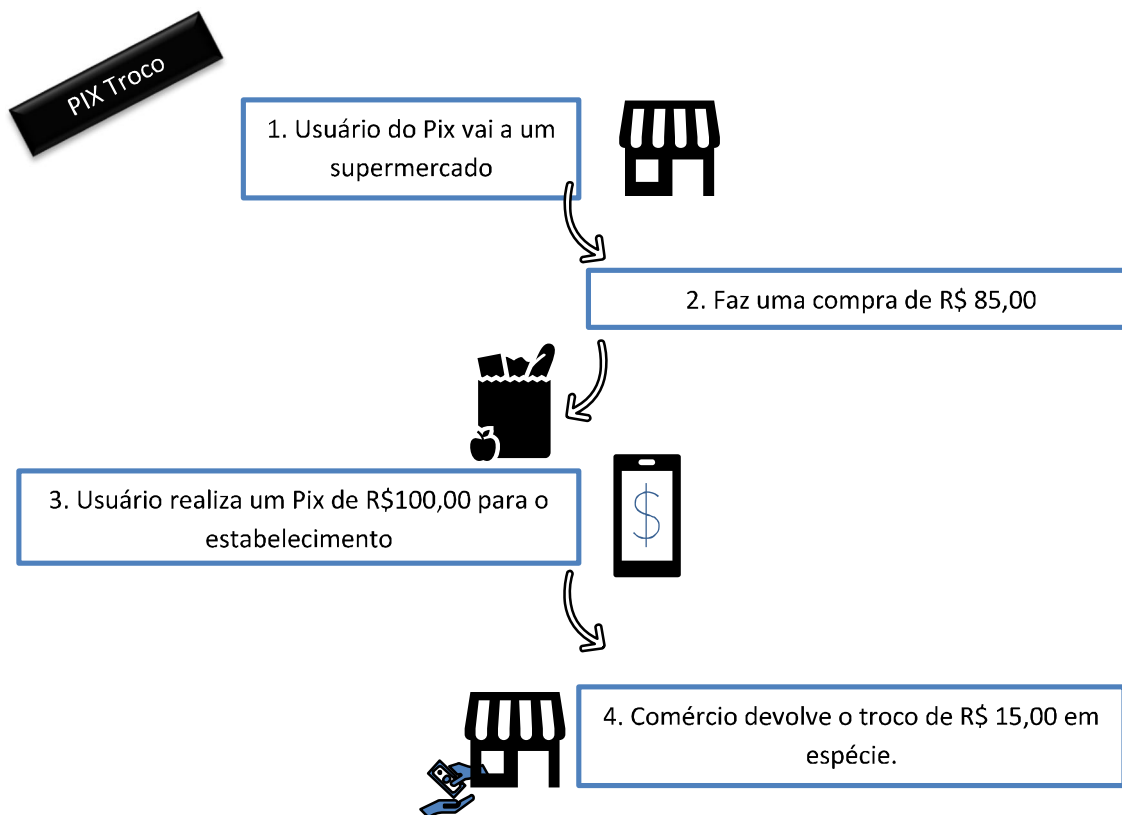 PIX Troco
1. Usuário do Pix vai a um
supermercado
2. Faz uma compra de R$ 85,00
3. Usuário realiza um Pix de R$100,00 para o
estabelecimento
$
4. Comércio devolve o troco de R$ 15,00 em
espécie.